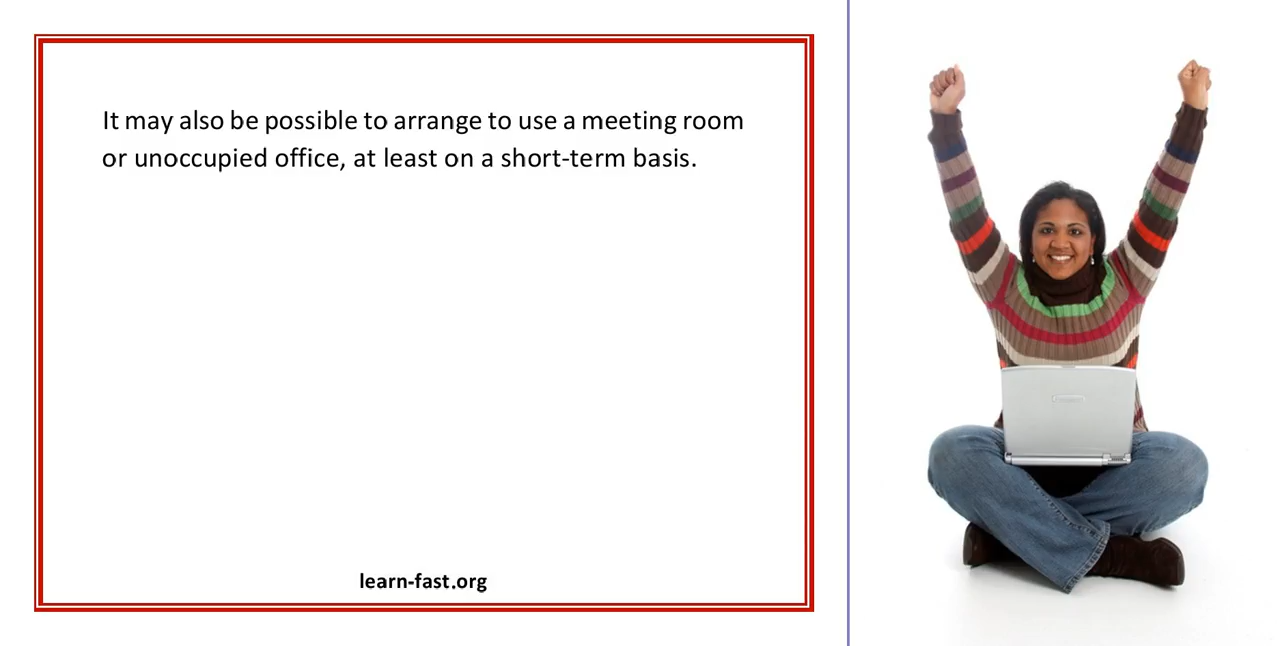 It may also be possible to arrange to use a meeting room
or unoccupied office, at least on a short-term basis.
learn-fast.org